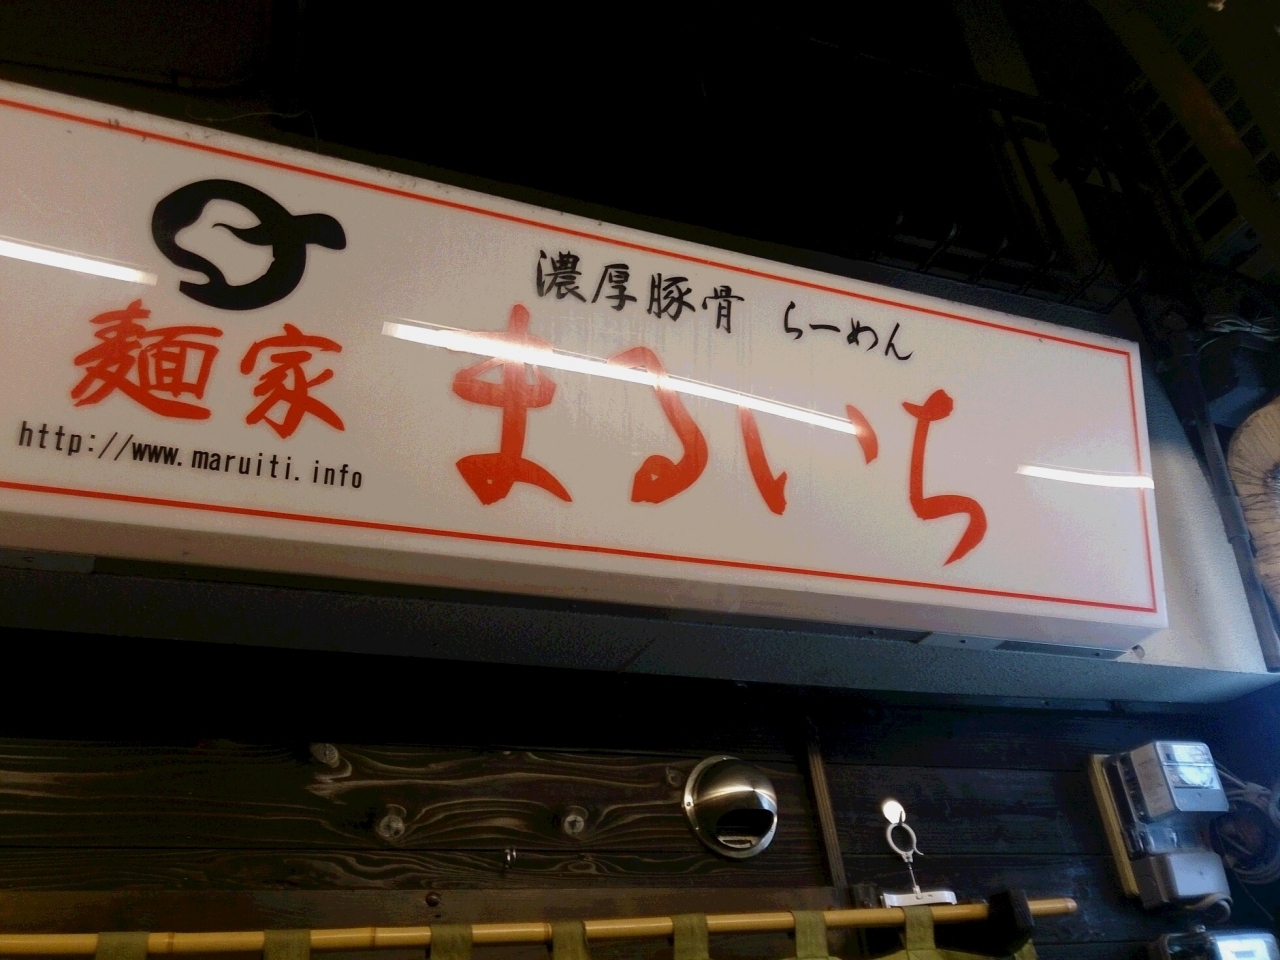 濃厚豚骨 らーめん
麺家 まるいち
http://www.maruiti.info